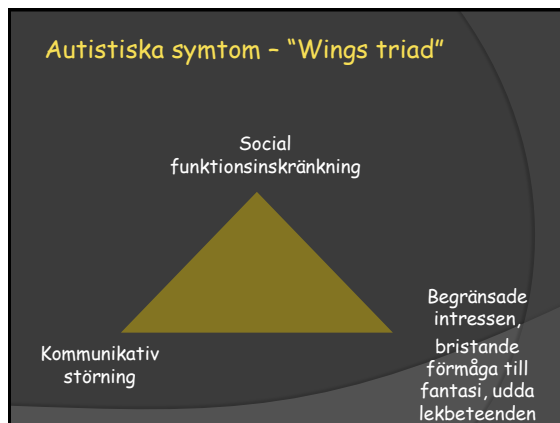 Autistiska symtom – “Wings triad”
Social
funktionsinskränkning
Kommunikativ
störning
Begränsade
intressen,
bristande
förmåga till
fantasi, udda
lekbeteenden